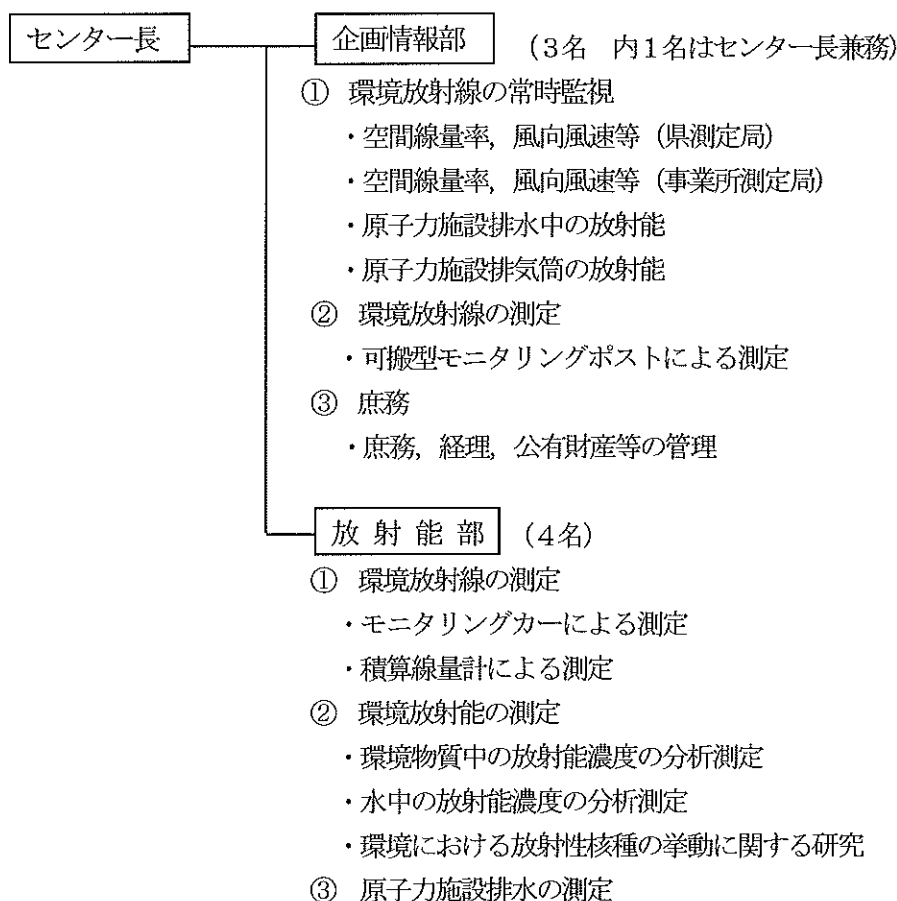 センター長
企画情報部 (3名 内1名はセンター長兼務)
① 環境放射線の常時監視
・空間線量率，風向風速等（県測定局）
・空間線量率，風向風速等（事業所測定局）
・原子力施設排水中の放射能
・原子力施設排気筒の放射能
② 環境放射線の測定
・可搬型モニタリングポストによる測定
③ 庶務
・庶務，経理，公有財産等の管理
放射能部 (4名)
① 環境放射線の測定
・モニタリングカーによる測定
・積算線量計による測定
② 環境放射能の測定
・環境物質中の放射能濃度の分析測定
・水中の放射能濃度の分析測定
・環境における放射性核種の挙動に関する研究
③ 原子力施設排水の測定